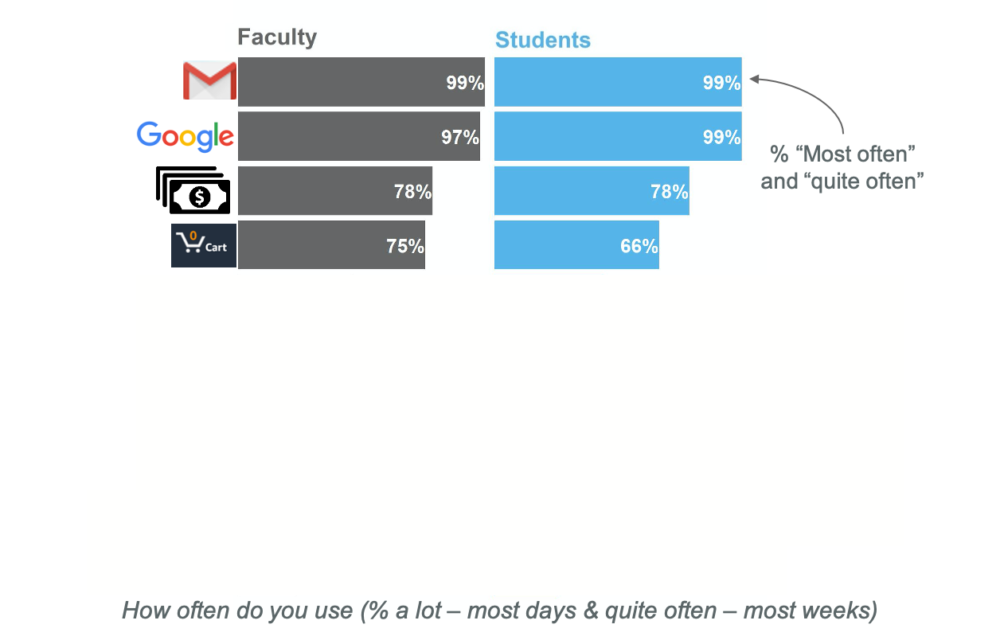 Faculty
Students
99%
99%
Google
97%
99%
% “Most often”
and “quite often”
$
78%
78%
0
Cart
75%
66%
How often do you use (% a lot – most days & quite often – most weeks)